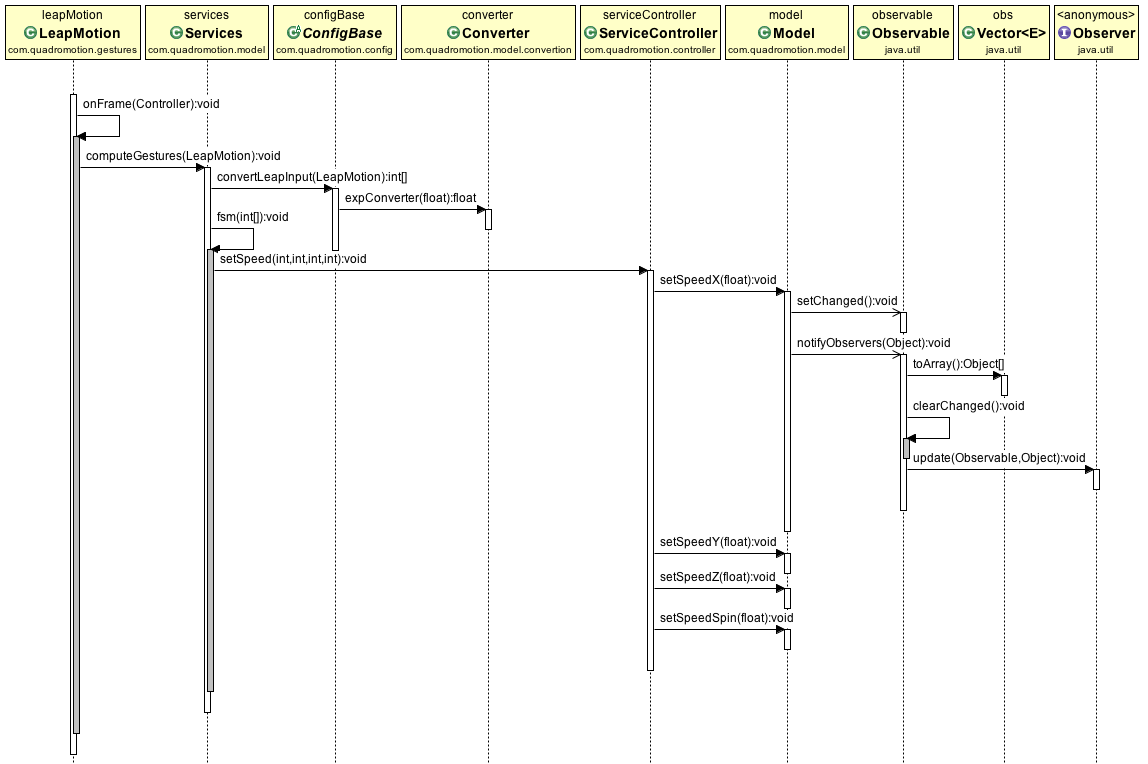 leapMotion
LeapMotion
com.quadromotion.gestures
services
Services
com.quadromotion.model
configBase
ConfigBase
com.quadromotion.config
converter
Converter
com.quadromotion.model.convertion
serviceController
ServiceController
com.quadromotion.controller
model
Model
com.quadromotion.model
observable
Observable
java.util
obs
Vector<E>
java.util
<anonymous>
Observer
java.util
onFrame(Controller):void
computeGestures(LeapMotion):void
convertLeapInput(LeapMotion):int[]
expConverter(float):float
fsm(int[]):void
setSpeed(int,int,int,int):void
setSpeedX(float):void
setChanged():void
notifyObservers(Object):void
toArray():Object[]
clearChanged():void
update(Observable,Object):void
setSpeedY(float):void
setSpeedZ(float):void
setSpeedSpin(float):void